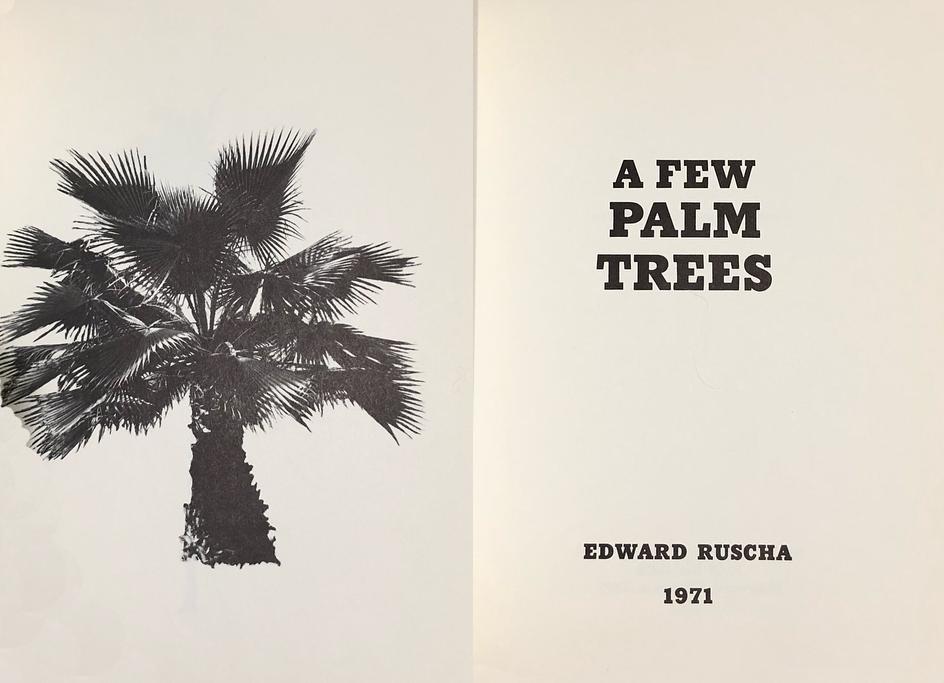 A FEW
PALM
TREES
EDWARD RUSCHA
1971